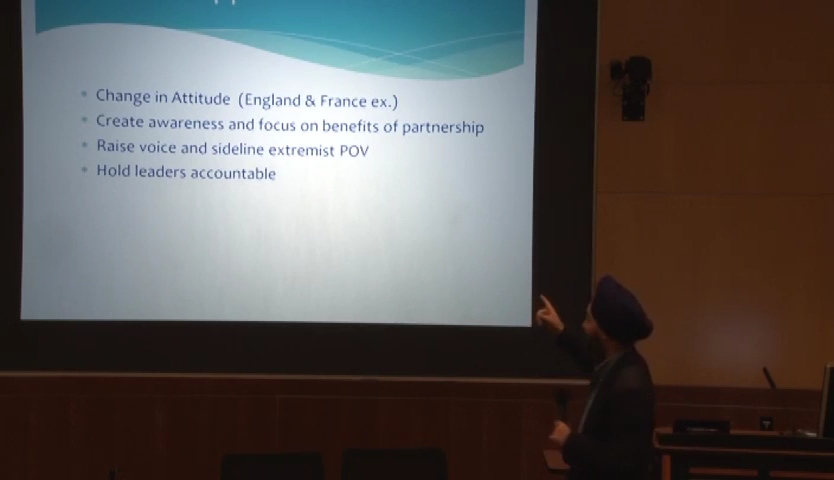 Change in Attitude (England & France ex.)
Create awareness and focus on benefits of partnership
Raise voice and sideline extremist POV
Hold leaders accountable